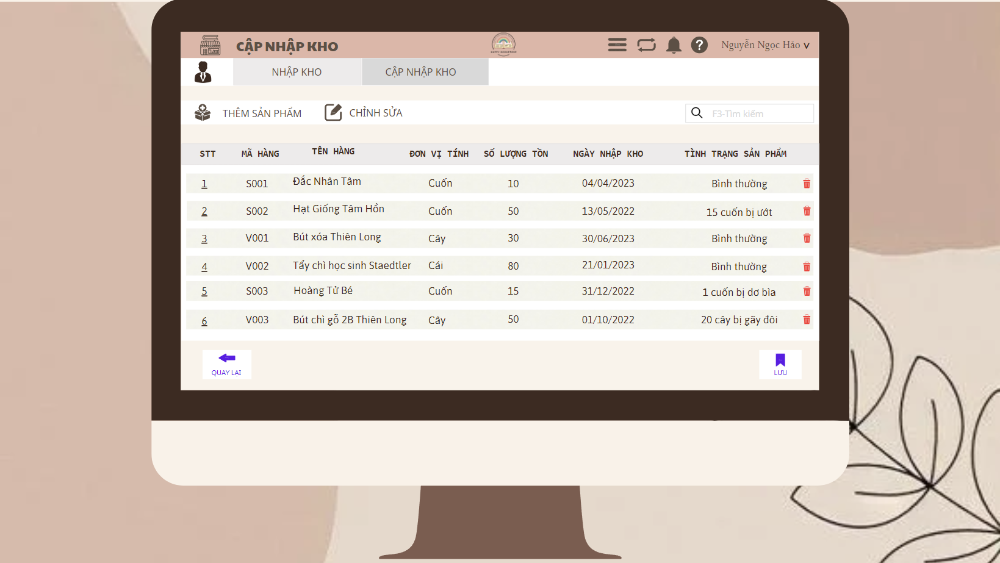 CẬP NHẬP KHO
HAPPY BOOKSTORE
Nguyễn Ngọc Hảo v
NHẬP KHO
CẬP NHẬP KHO
THÊM SẢN PHẨM
CHỈNH SỬA
F3-Tìm kiếm
STT MÃ HÀNG TÊN HÀNG ĐƠN VỊ TÍNH SỐ LƯỢNG TỒN NGÀY NHẬP KHO TÌNH TRẠNG SẢN PHẨM
1 S001 Đắc Nhân Tâm Cuốn 10 04/04/2023 Bình thường
2 S002 Hạt Giống Tâm Hồn Cuốn 50 13/05/2022 15 cuốn bị ướt
3 V001 Bút xóa Thiên Long Cây 30 30/06/2023 Bình thường
4 V002 Tẩy chì học sinh Staedtler Cái 80 21/01/2023 Bình thường
5 S003 Hoàng Tử Bé Cuốn 15 31/12/2022 1 cuốn bị dơ bìa
6 V003 Bút chì gỗ 2B Thiên Long Cây 50 01/10/2022 20 cây bị gãy đôi
QUAY LẠI
LƯU